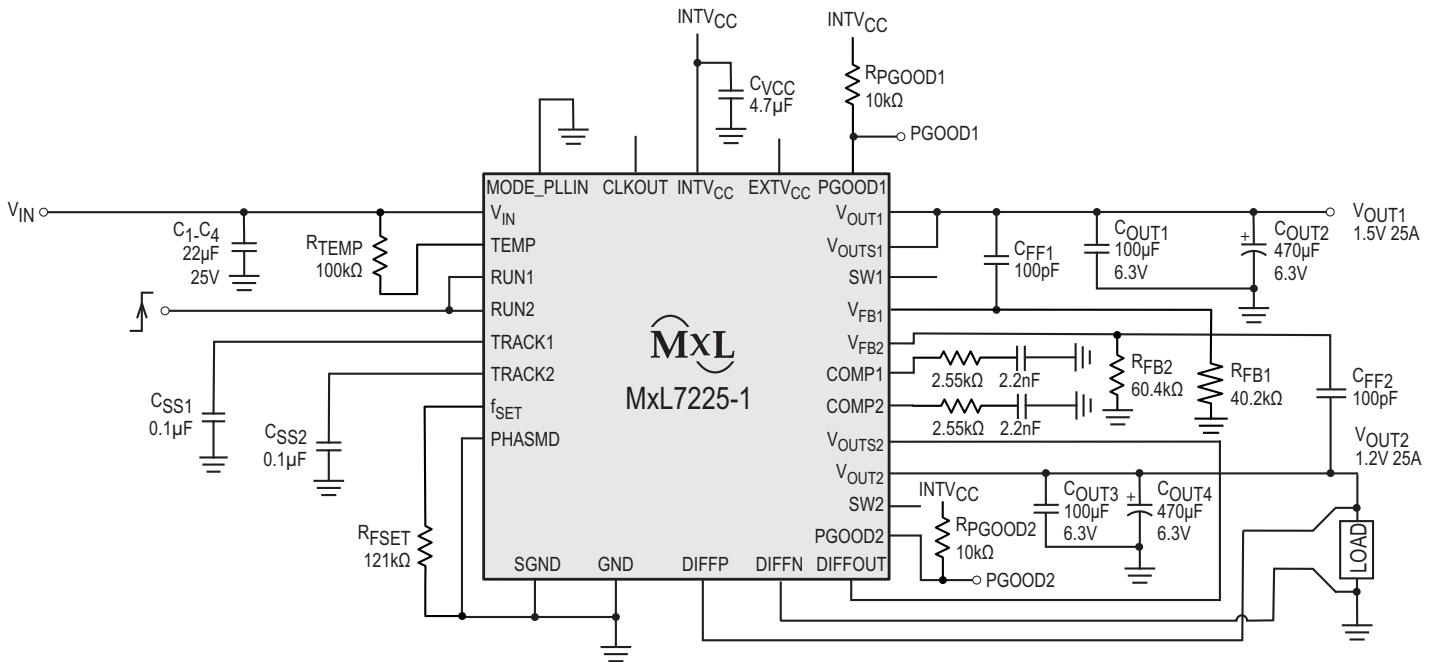 INTVCC
INTVCC
CVCC
4.7µF
RPGOOD1
10kΩ
PGOOD1
MODE_PLLIN
CLKOUT
INTVCC
EXTVCC
PGOOD1
VIN
C1-C4
22µF
25V
RTEMP
100kΩ
VIN
TEMP
RUN1
RUN2
TRACK1
TRACK2
fSET
PHASMD
CSS1
0.1µF
CSS2
0.1µF
RFSET
121kΩ
MXL
MxL7225-1
SGND
GND
DIFFP
DIFFN
DIFFOUT
VOUT1
VOUTS1
SW1
VFB1
VFB2
COMP1
COMP2
VOUTS2
VOUT2
SW2
PGOOD2
CFF1
100pF
COUT1
100µF
6.3V
+
COUT2
470µF
6.3V
VOUT1
1.5V 25A
2.55kΩ
2.2nF
2.55kΩ
2.2nF
RFB2
60.4kΩ
RFB1
40.2kΩ
CFF2
100pF
VOUT2
1.2V 25A
INTVCC
RPGOOD2
10kΩ
PGOOD2
COUT3
100µF
6.3V
+
COUT4
470µF
6.3V
LOAD